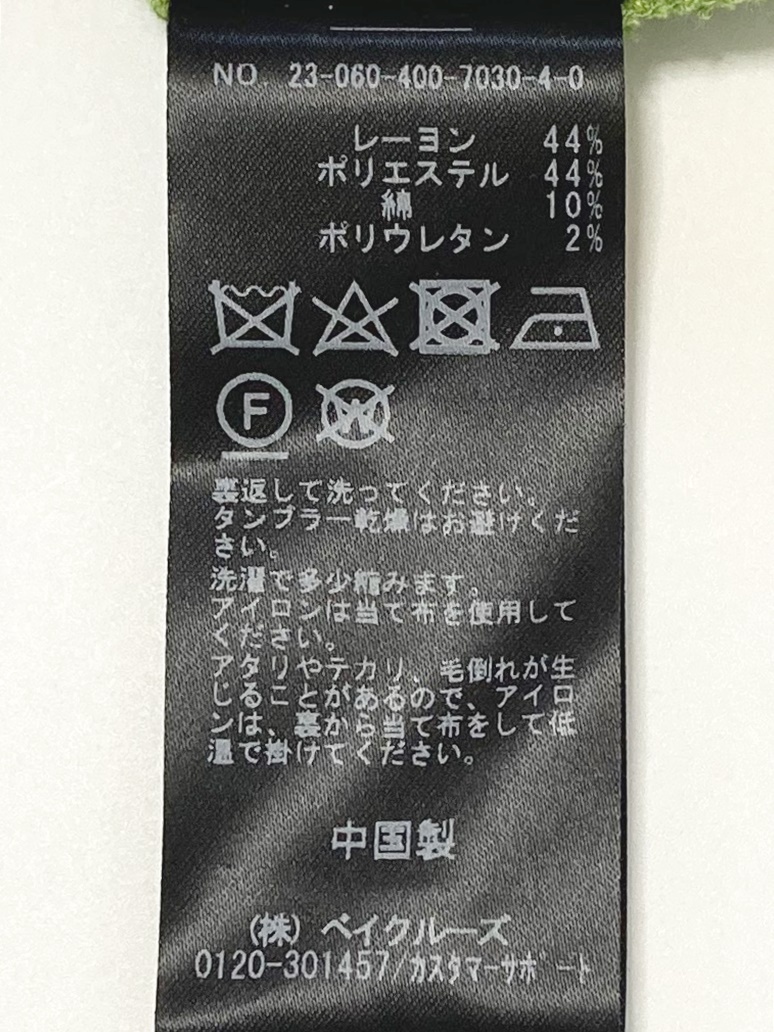 NO. 23-060-400-7030-4-0
レーヨン 44%
ポリエステル 44%
綿 10%
ポリウレタン 2%
F
W
裏返して洗ってください。
タンブラー乾燥はお避けくだ
さい。
洗濯で多少縮みます。
アイロンは当て布を使用して
ください。
アタリやテカリ、毛倒れが生
じることがあるので、アイロ
ンは、裏から当て布をして低
温で掛けてください。
中国製
(株) ベイクルーズ
0120-301457/カスタマーサポート